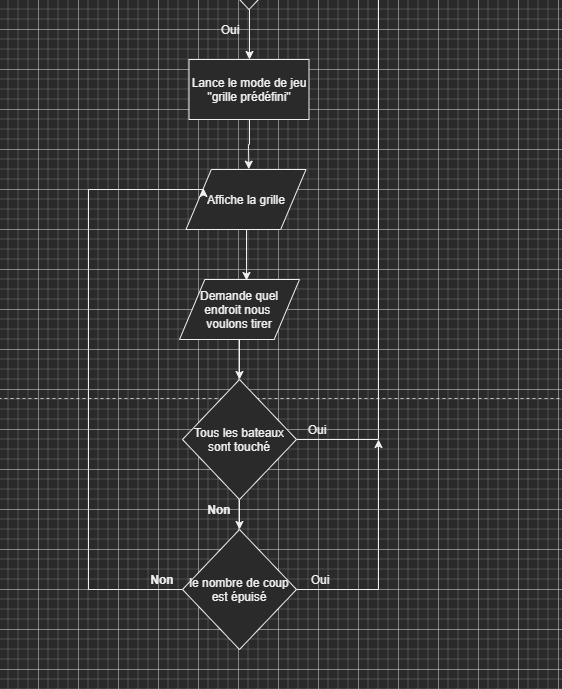 Oui
Lance le mode de jeu
"grille prédéfini"
Affiche la grille
Demande quel
endroit nous
voulons tirer
Tous les bateaux
sont touché
Oui
Non
le nombre de coup
est épuisé
Non
Oui